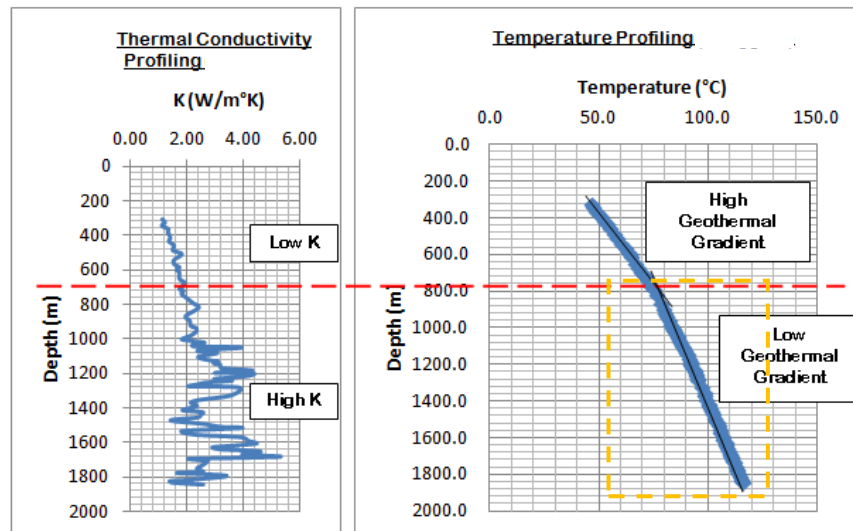 Thermal Conductivity
Profiling
K (W/m°K)
0.00 2.00 4.00 6.00
0
200
400
600
800
1000
1200
1400
1600
1800
2000
Depth (m)
Low K
High K
Temperature Profiling
Temperature (°C)
0.0 50.0 100.0 150.0
0.0
200.0
400.0
600.0
800.0
1000.0
1200.0
1400.0
1600.0
1800.0
2000.0
Depth (m)
High
Geothermal
Gradient
Low
Geothermal
Gradient